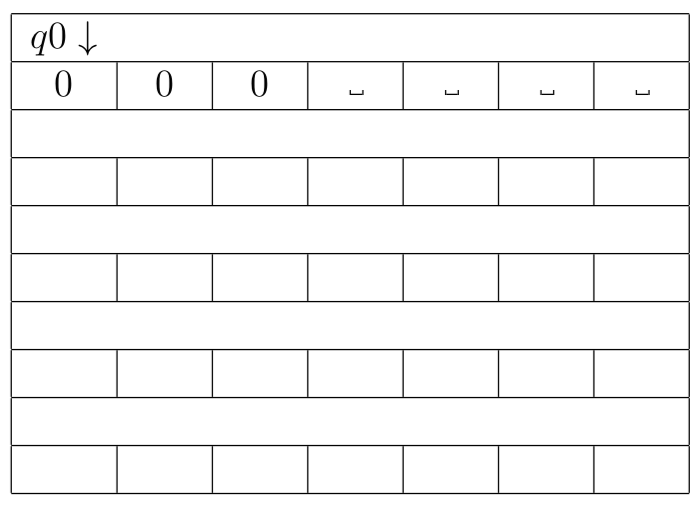 q0 ↓
0 0 0 ␣ ␣ ␣ ␣